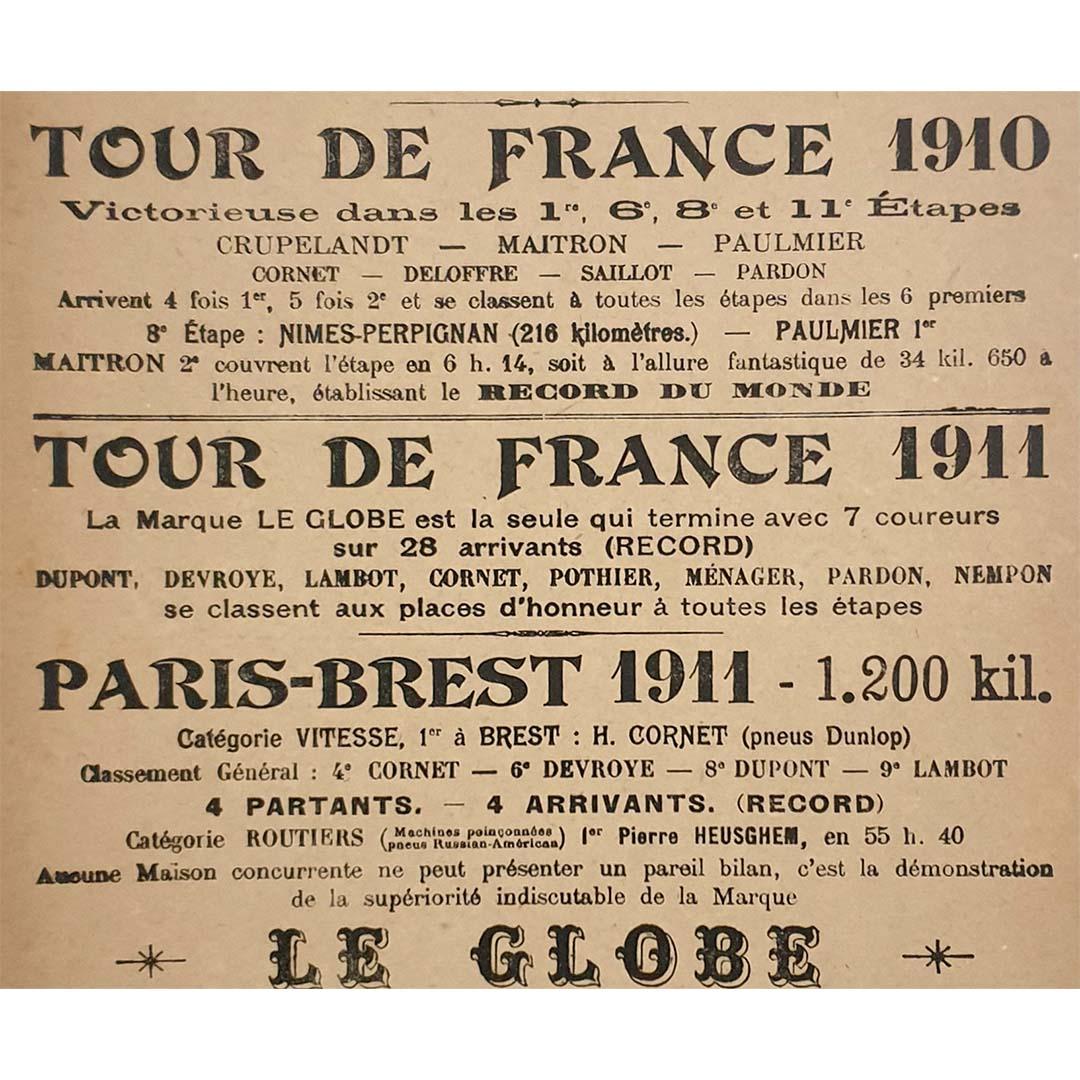 TOUR DE FRANCE 1910
Victorieuse dans les 1re, 6e, 8e et 11e Étapes
CRUPELANDT — MAITRON — PAULMIER
CORNET — DELOFFRE — SAILLOT — PARDON
Arrivent 4 fois 1er, 5 fois 2e et se classent à toutes les étapes dans les 6 premiers
8e Étape : NIMES-PERPIGNAN (216 kilomètres.) — PAULMIER 1er
MAITRON 2e couvrent l'étape en 6 h. 14, soit à l'allure fantastique de 34 kil. 650 à
l'heure, établissant le RECORD DU MONDE
TOUR DE FRANCE 1911
La Marque LE GLOBE est la seule qui termine avec 7 coureurs
sur 28 arrivants (RECORD)
DUPONT, DEVROYE, LAMBOT, CORNET, POTHIER, MÉNAGER, PARDON, NEMPON
se classent aux places d'honneur à toutes les étapes
PARIS-BREST 1911 - 1.200 kil.
Catégorie VITESSE, 1er à BREST : H. CORNET (pneus Dunlop)
Classement Général : 4e CORNET — 6e DEVROYE — 8e DUPONT — 9e LAMBOT
4 PARTANTS. — 4 ARRIVANTS. (RECORD)
Catégorie ROUTIERS (Machines poinçonnées pneus Russian-Américan) 1er Pierre HEUSGHEM, en 55 h. 40
Aucune Maison concurrente ne peut présenter un pareil bilan, c'est la démonstration
de la supériorité indiscutable de la Marque
LE GLOBE